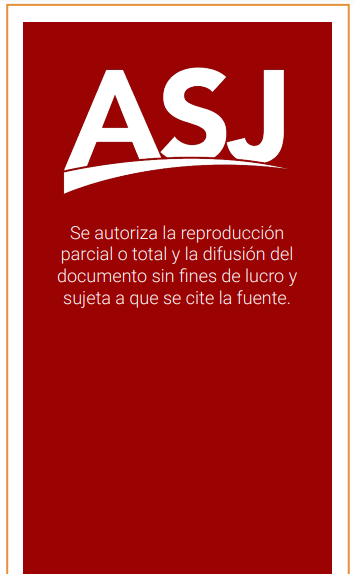 ASJ
Se autoriza la reproducción
parcial o total y la difusión del
documento sin fines de lucro y
sujeta a que se cite la fuente.